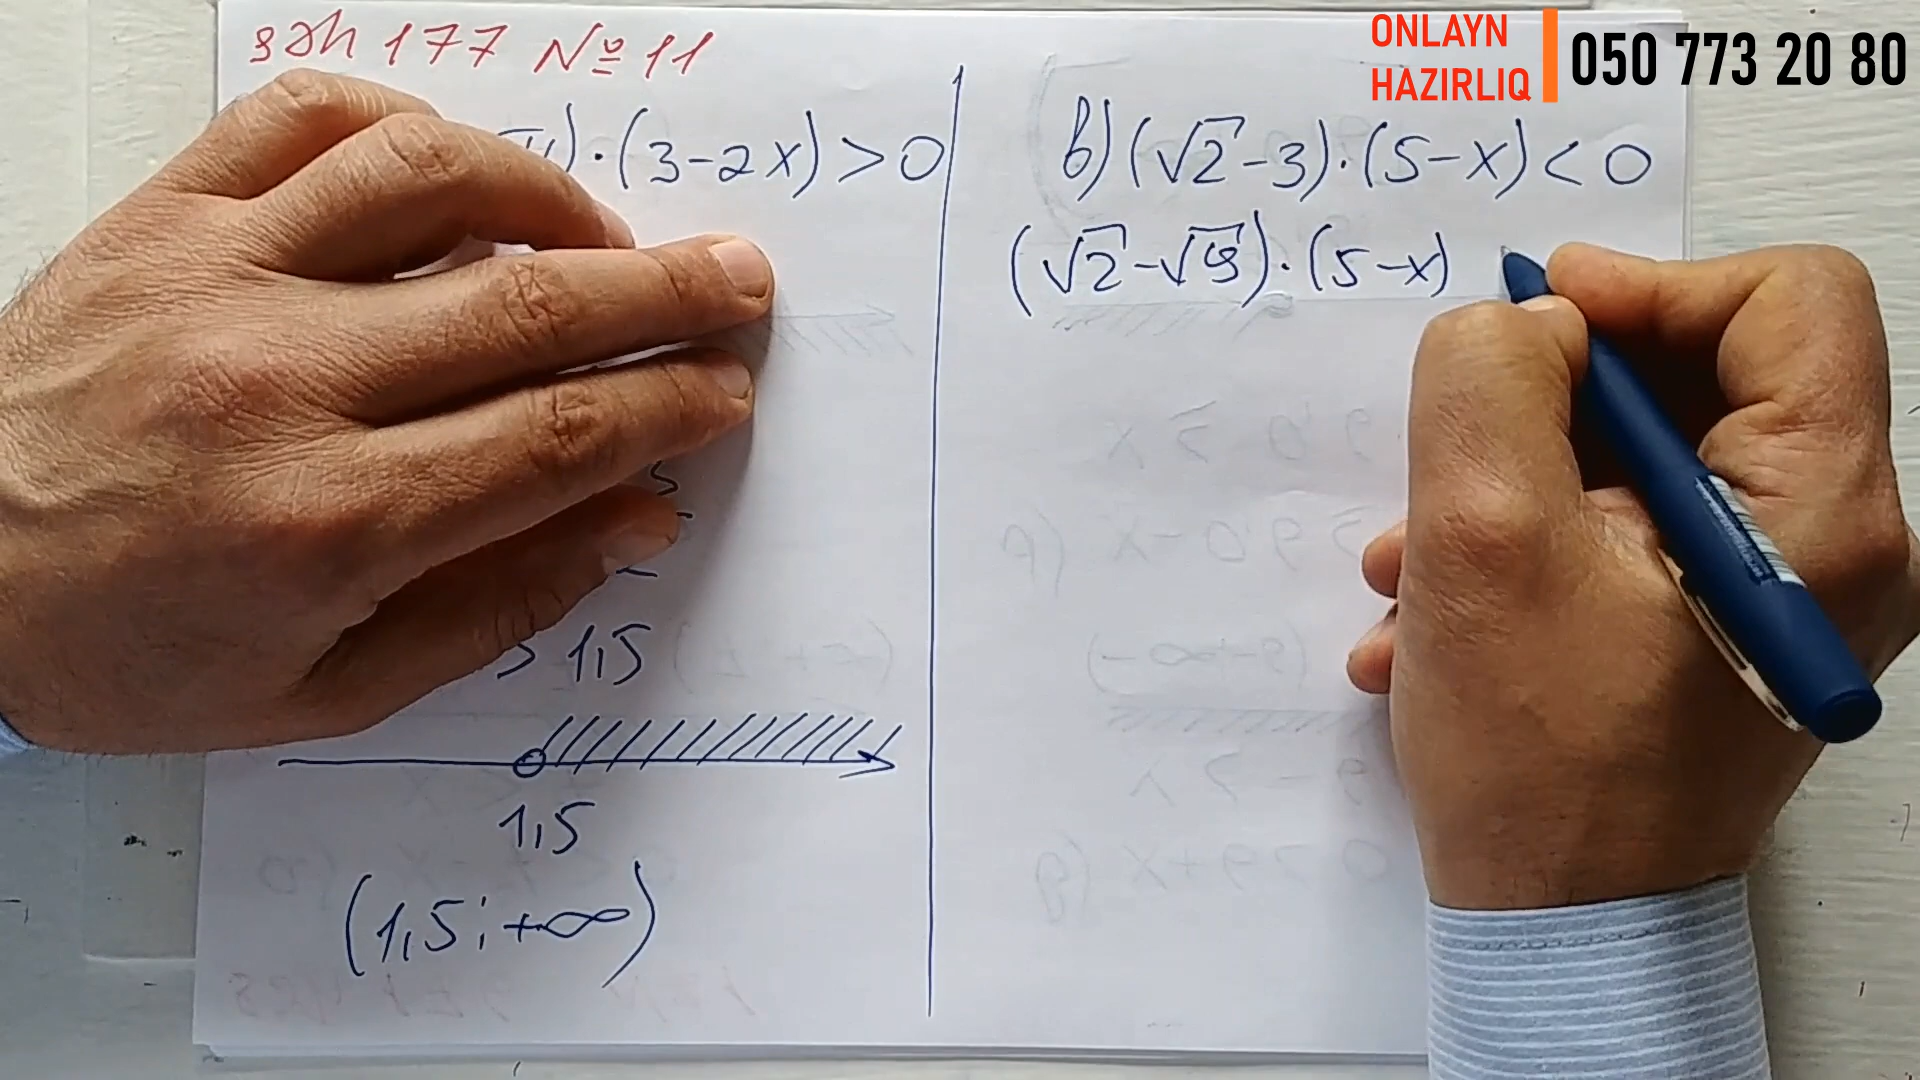 ONLAYN
HAZIRLIQ
050 773 20 80
səh 177 № 11
)·(3-2x)>0
1,5
1,5
(1,5;+∞)
b)(√2-3)·(5-x)<0
(√2-√9)·(5-x)